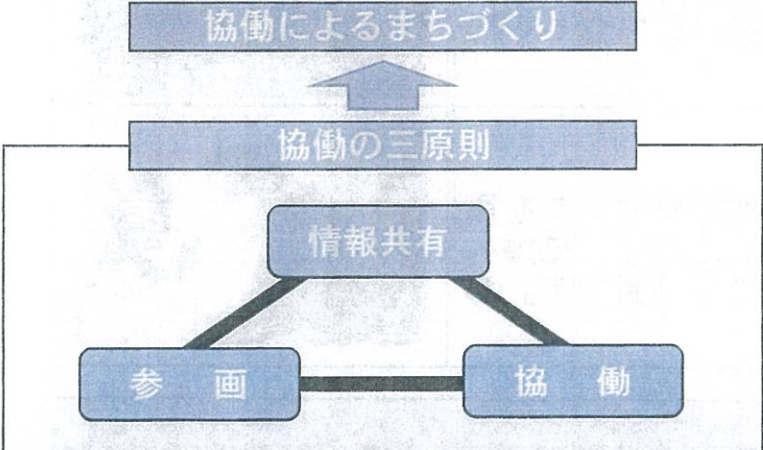 協働によるまちづくり
協働の三原則
情報共有
参　画
協　働